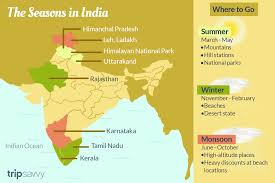 The Seasons in India
Himachal Pradesh
Leh, Ladakh
Himalayan National Park
Uttarakand
Rajasthan
Karnataka
Tamil Nadu
Kerala
Indian Ocean
tripsavvy
Where to Go
Summer
March - May
•Mountains
•Hill stations
•National parks
Winter
November - February
•Beaches
•Desert state
Monsoon
June - October
•High-altitude places
•Heavy discounts at beach
locations